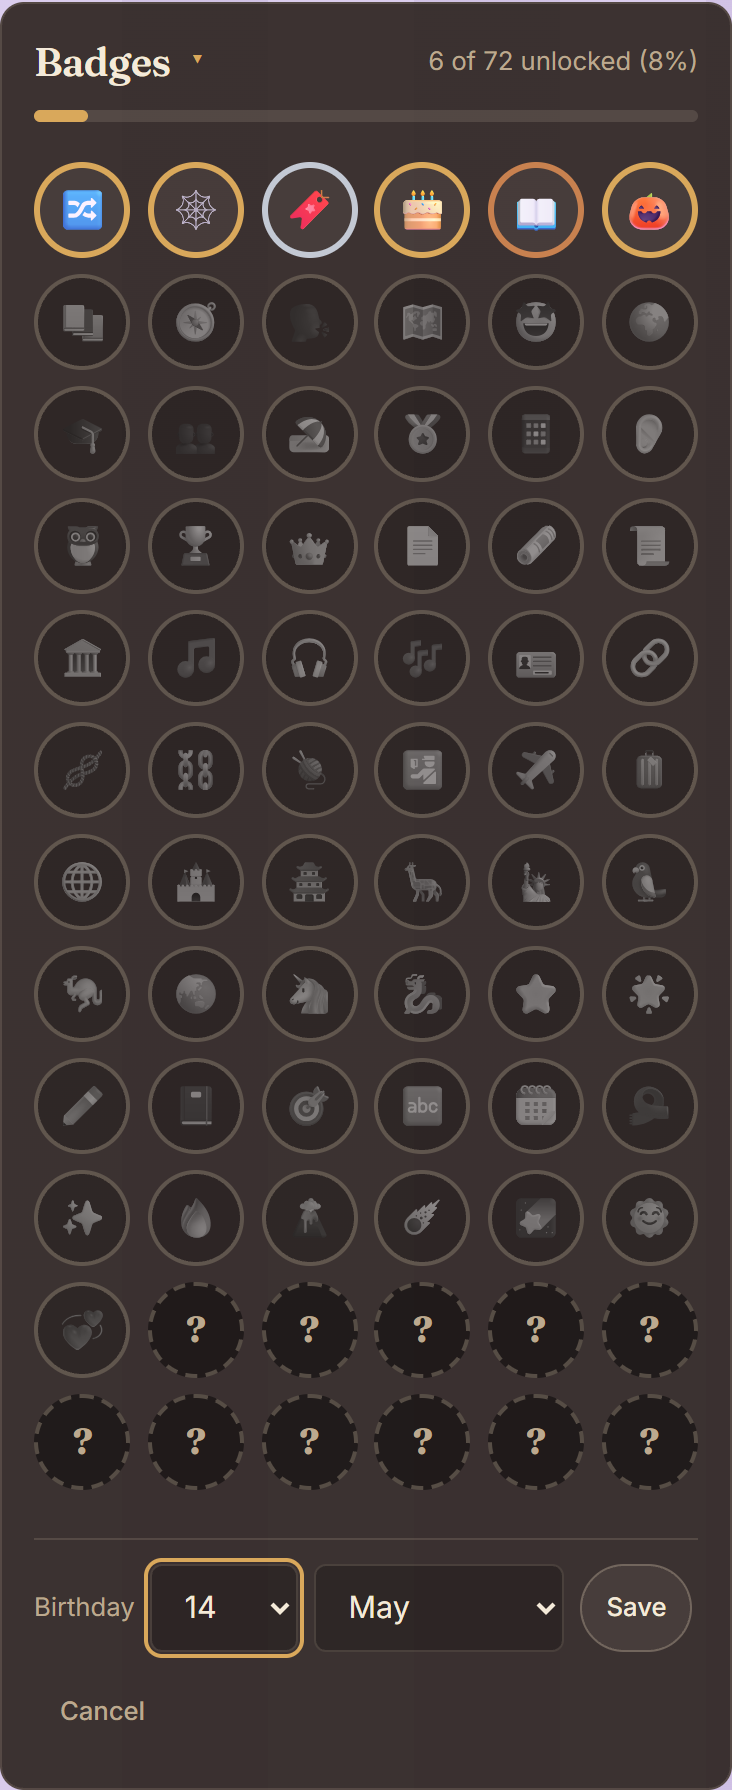 Badges ▼ 6 of 72 unlocked (8%)
abc
? ? ? ? ?
? ? ? ? ? ?
Birthday 14 May Save
Cancel